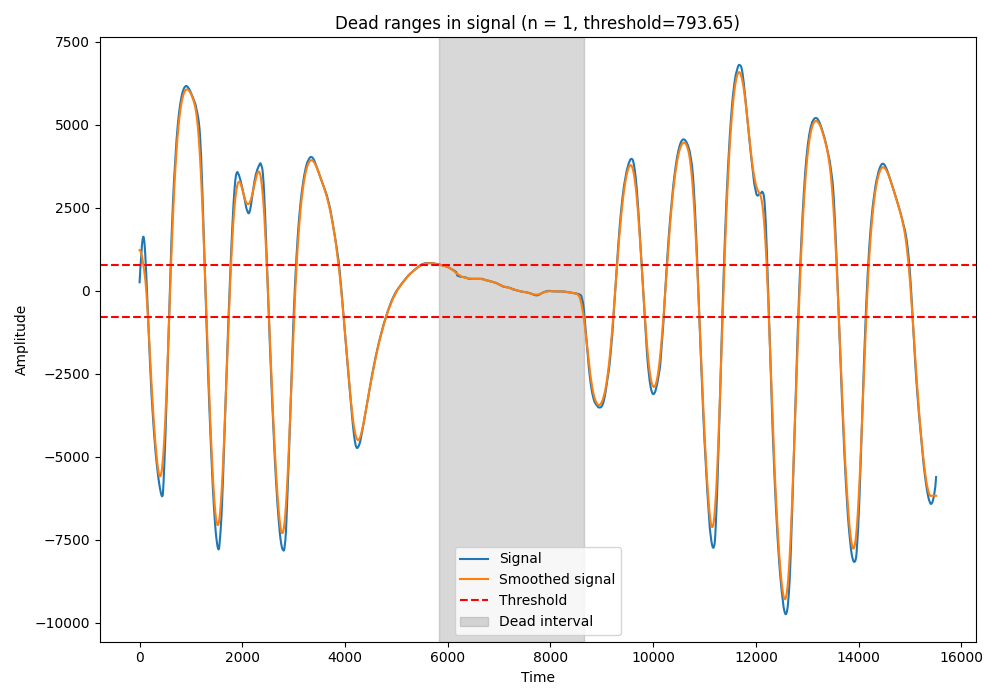 Dead ranges in signal (n = 1, threshold=793.65)
7500
5000
2500
0
−2500
−5000
−7500
−10000
Amplitude
Signal
Smoothed signal
Threshold
Dead interval
0 2000 4000 6000 8000 10000 12000 14000 16000
Time